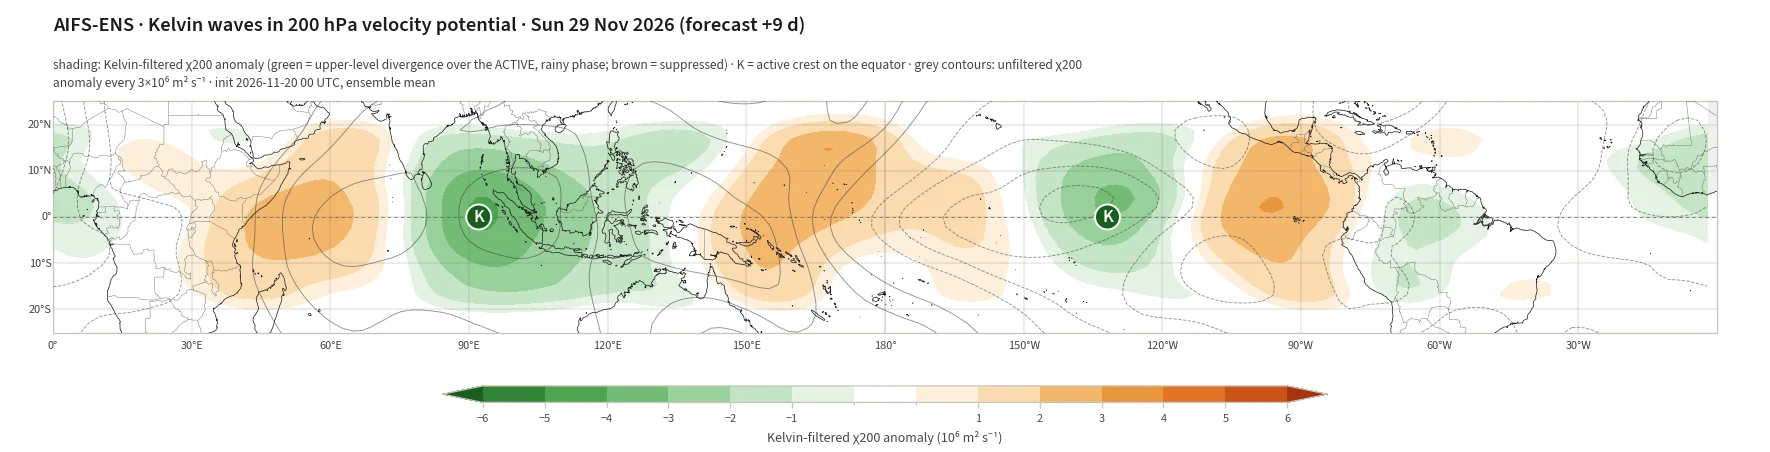 AIFS-ENS · Kelvin waves in 200 hPa velocity potential · Sun 29 Nov 2026 (forecast +9 d)
shading: Kelvin-filtered χ200 anomaly (green = upper-level divergence over the ACTIVE, rainy phase; brown = suppressed) · K = active crest on the equator · grey contours: unfiltered χ200
anomaly every 3×10⁶ m² s⁻¹ · init 2026-11-20 00 UTC, ensemble mean
20°N
10°N
0°
10°S
20°S
K
K
0° 30°E 60°E 90°E 120°E 150°E 180° 150°W 120°W 90°W 60°W 30°W
−6 −5 −4 −3 −2 −1 1 2 3 4 5 6
Kelvin-filtered χ200 anomaly (10⁶ m² s⁻¹)